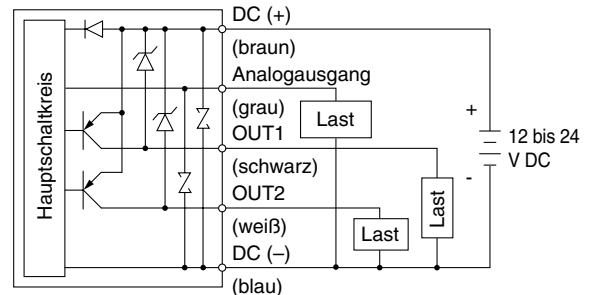 DC (+)
(braun)
Analogausgang
(grau)
OUT1
(schwarz)
OUT2
(weiß)
DC (–)
(blau)
Hauptschaltkreis
Last
Last
Last
+
12 bis 24
V DC
-